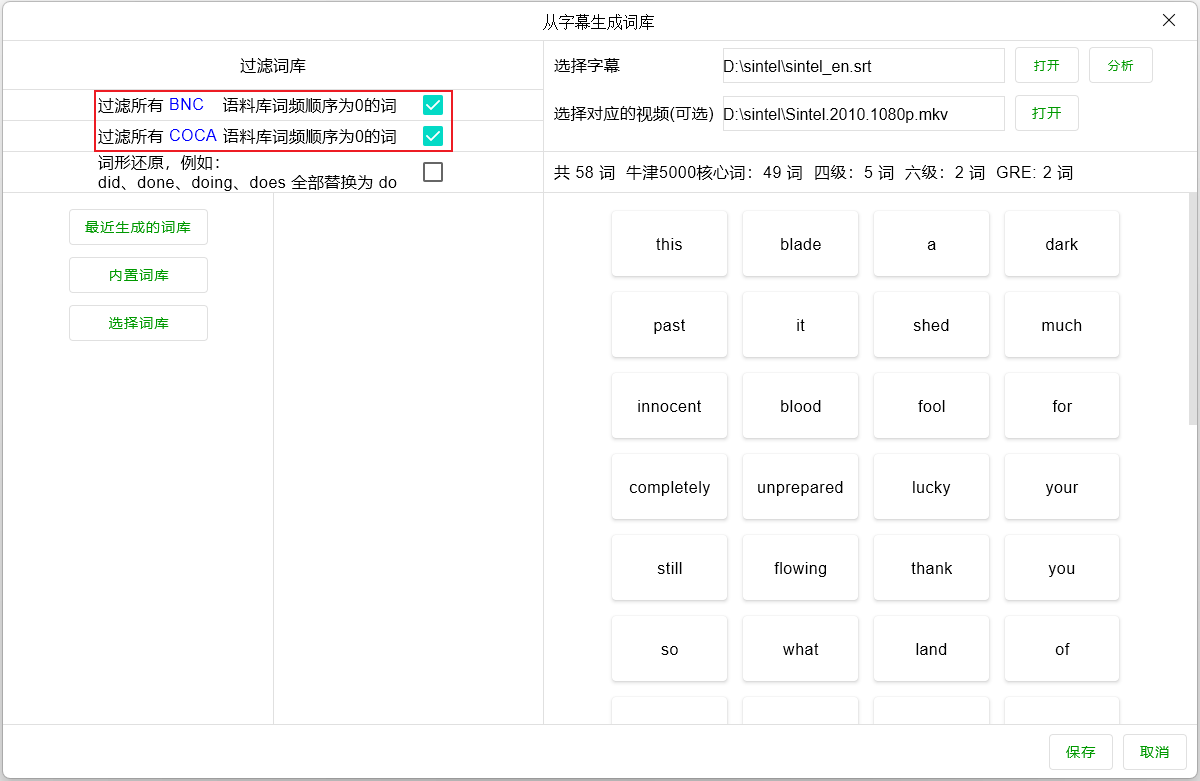 从字幕生成词库
过滤词库
过滤所有 BNC 语料库词频顺序为0的词
过滤所有 COCA 语料库词频顺序为0的词
词形还原，例如：
did、done、doing、does 全部替换为 do
最近生成的词库
内置词库
选择词库
选择字幕 D:\sintel\sintel_en.srt 打开 分析
选择对应的视频(可选) D:\sintel\Sintel.2010.1080p.mkv 打开
共 58 词 牛津5000核心词：49 词 四级：5 词 六级：2 词 GRE: 2 词
this blade a dark
past it shed much
innocent blood fool for
completely unprepared lucky your
still flowing thank you
so what land of
保存 取消